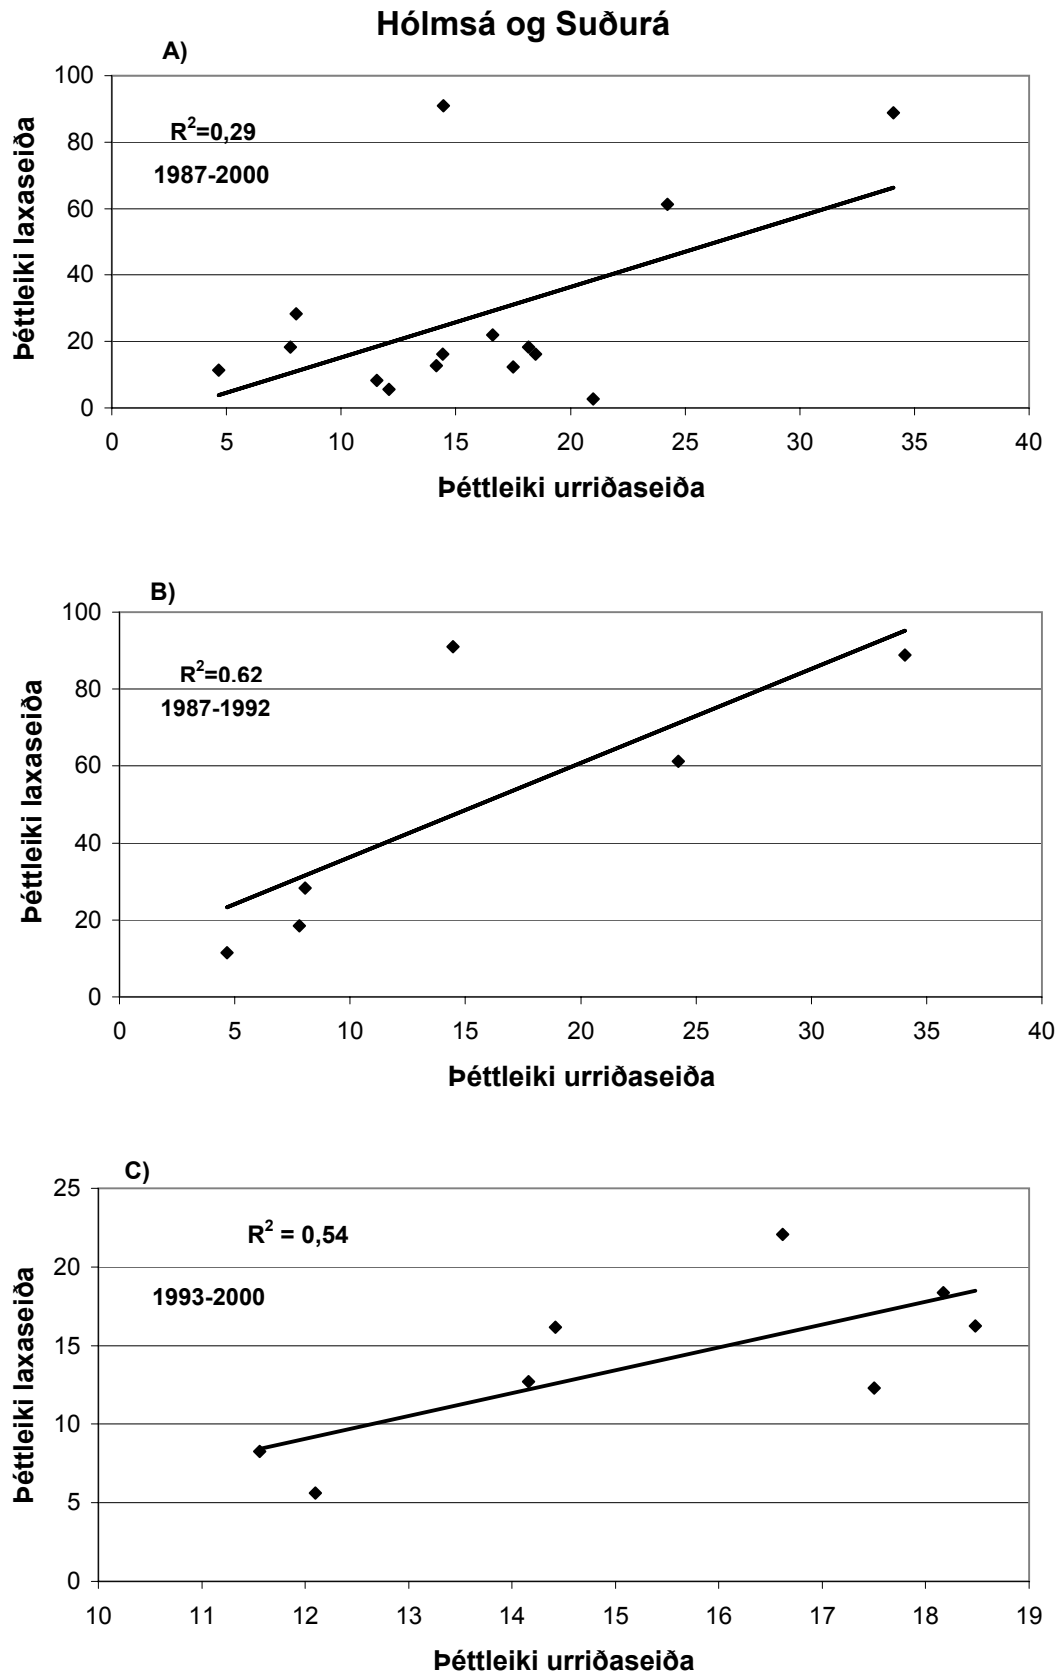 Hólmsá og Suðurá
A)
R²=0,29
1987-2000
Þéttleiki laxaseiða
100
80
60
40
20
0
0 5 10 15 20 25 30 35 40
Þéttleiki urriðaseiða
B)
R²=0.62
1987-1992
Þéttleiki laxaseiða
100
80
60
40
20
0
0 5 10 15 20 25 30 35 40
Þéttleiki urriðaseiða
C)
R² = 0,54
1993-2000
Þéttleiki laxaseiða
25
20
15
10
5
0
10 11 12 13 14 15 16 17 18 19
Þéttleiki urriðaseiða